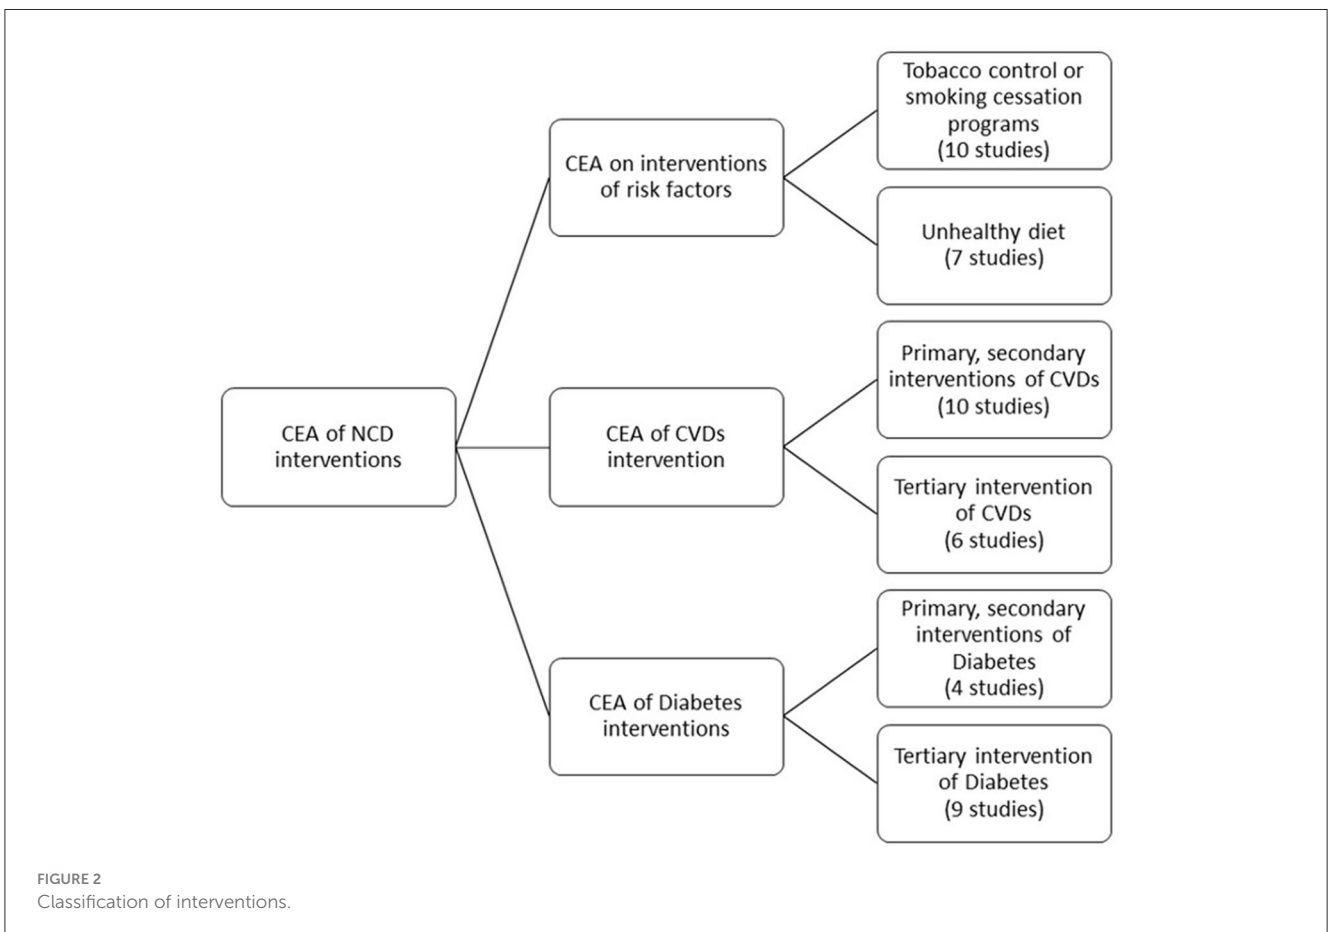 CEA of NCD
interventions
CEA on interventions
of risk factors
Tobacco control or
smoking cessation
programs
(10 studies)
Unhealthy diet
(7 studies)
CEA of CVDs
intervention
Primary, secondary
interventions of CVDs
(10 studies)
Tertiary intervention
of CVDs
(6 studies)
CEA of Diabetes
interventions
Primary, secondary
interventions of
Diabetes
(4 studies)
Tertiary intervention
of Diabetes
(9 studies)
FIGURE 2
Classification of interventions.